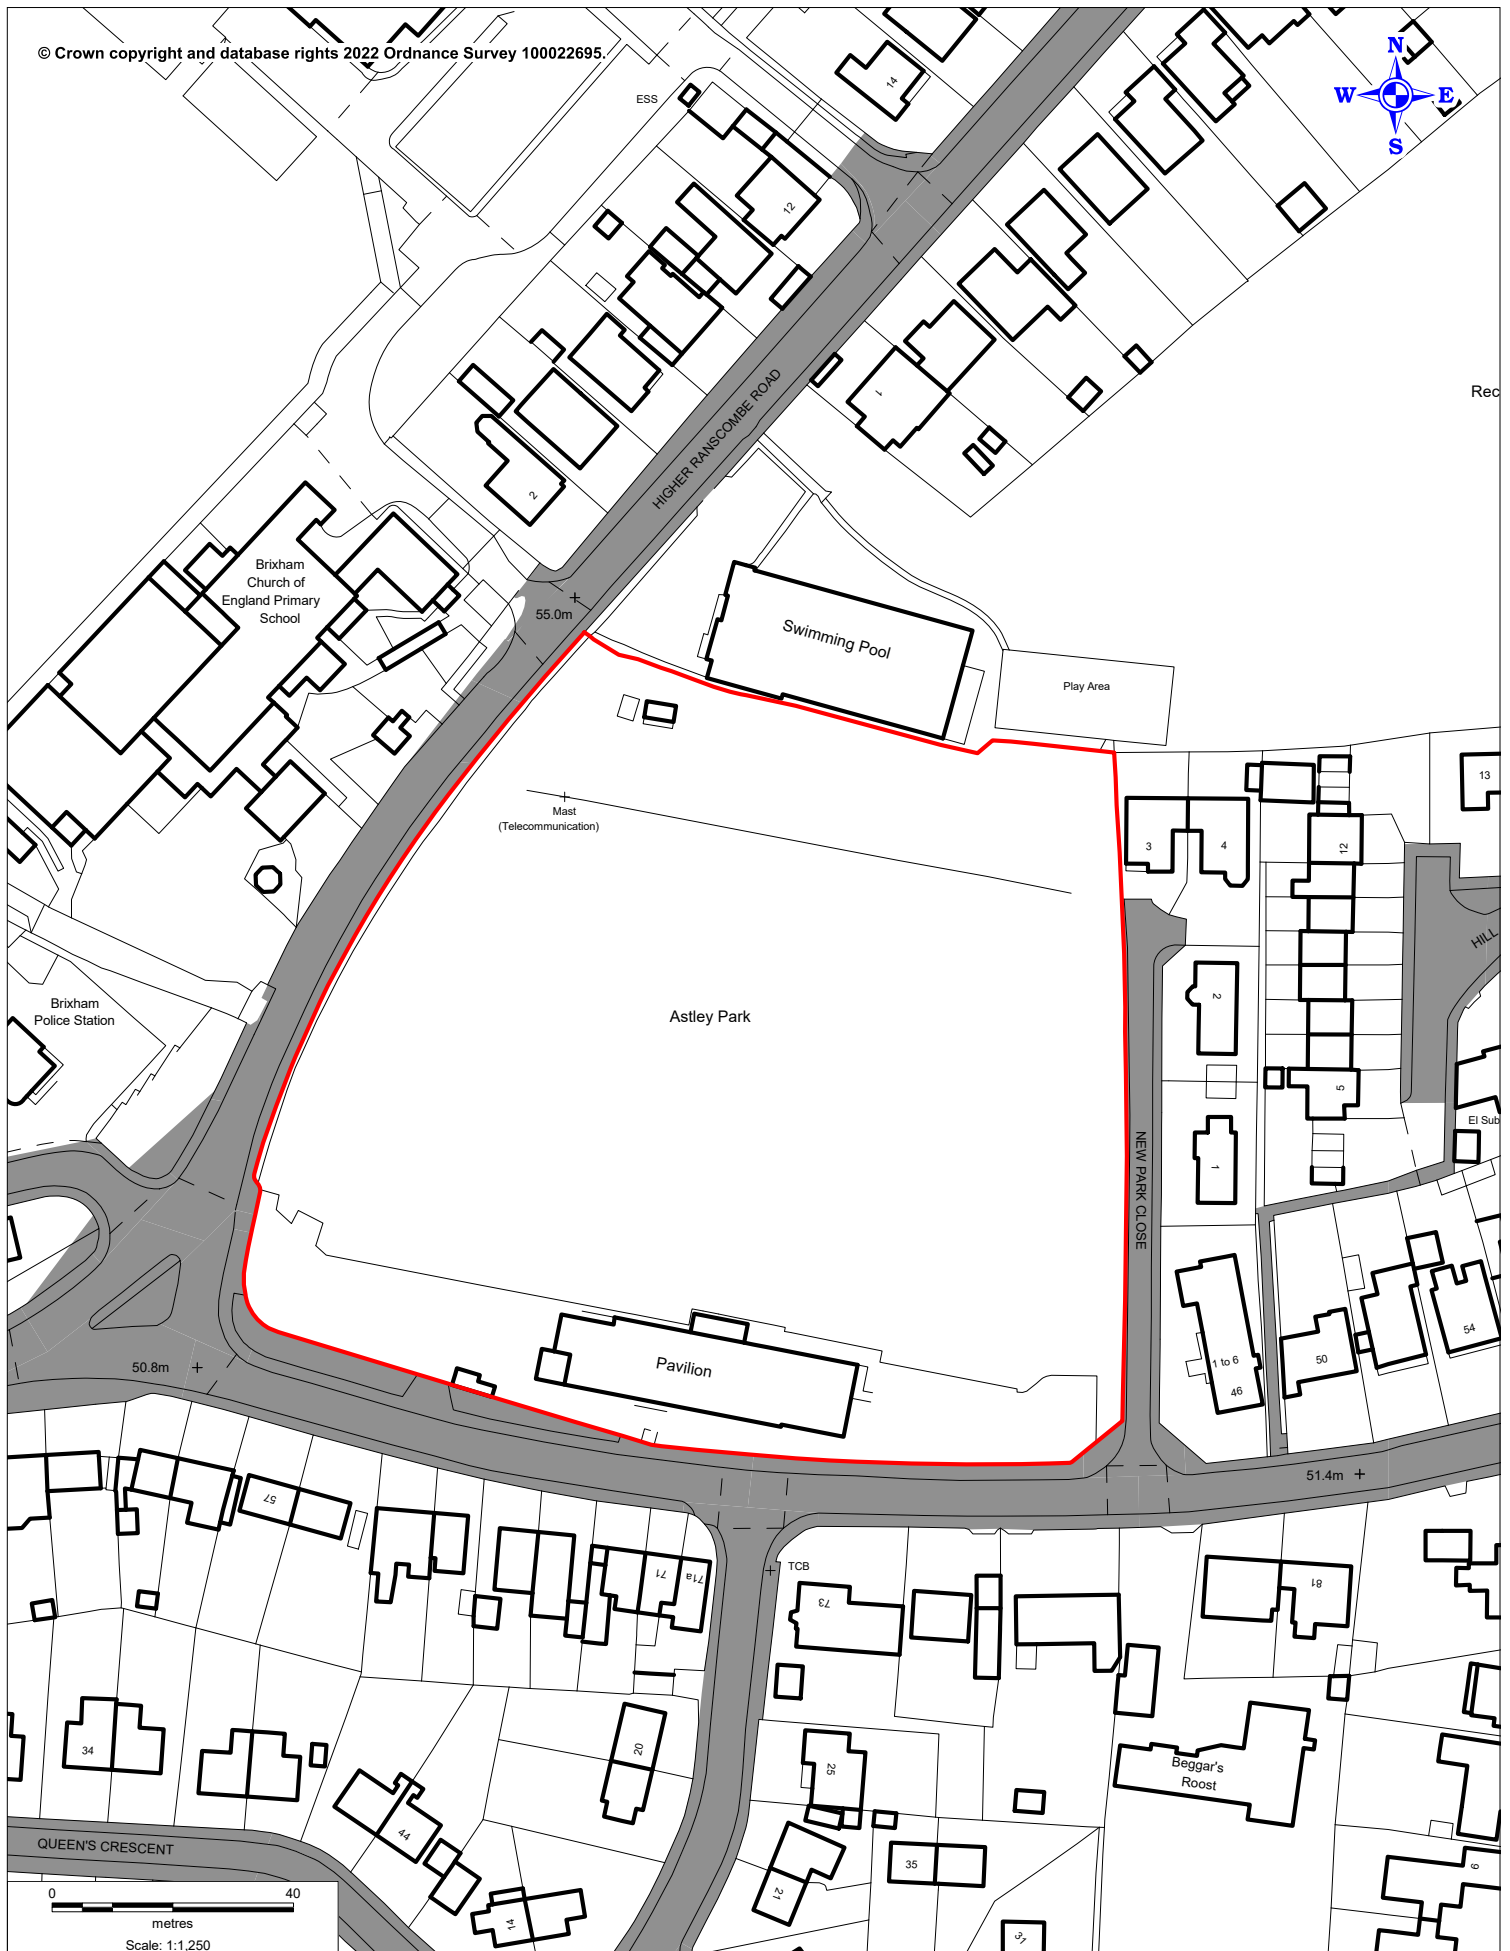 © Crown copyright and database rights 2022 Ordnance Survey 100022695.
N
W
E
S
ESS
14
12
1
2
Rec
HIGHER RANSCOMBE ROAD
Brixham
Church of
England Primary
School
55.0m
Swimming Pool
Play Area
Mast
(Telecommunication)
3
4
12
13
HILL
Brixham
Police Station
Astley Park
2
5
El Sub
1
NEW PARK CLOSE
Pavilion
50.8m
1 to 6
46
50
54
51.4m
57
71
71a
TCB
73
81
34
20
25
Beggar's
Roost
44
35
21
14
31
9
QUEEN'S CRESCENT
0
40
metres
Scale: 1:1,250